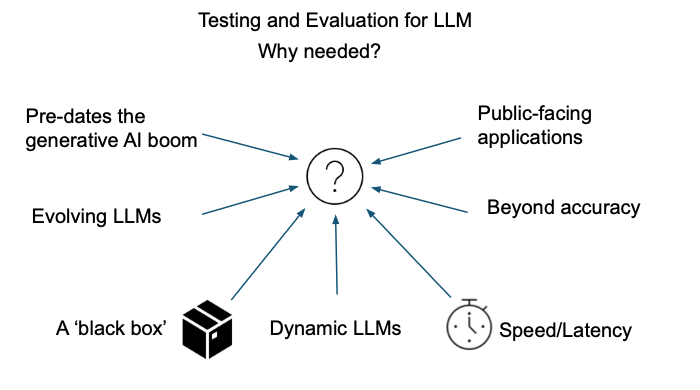 Testing and Evaluation for LLM
Why needed?
Pre-dates the
generative AI boom
Public-facing
applications
?
Evolving LLMs
Beyond accuracy
A ‘black box’
Dynamic LLMs
Speed/Latency